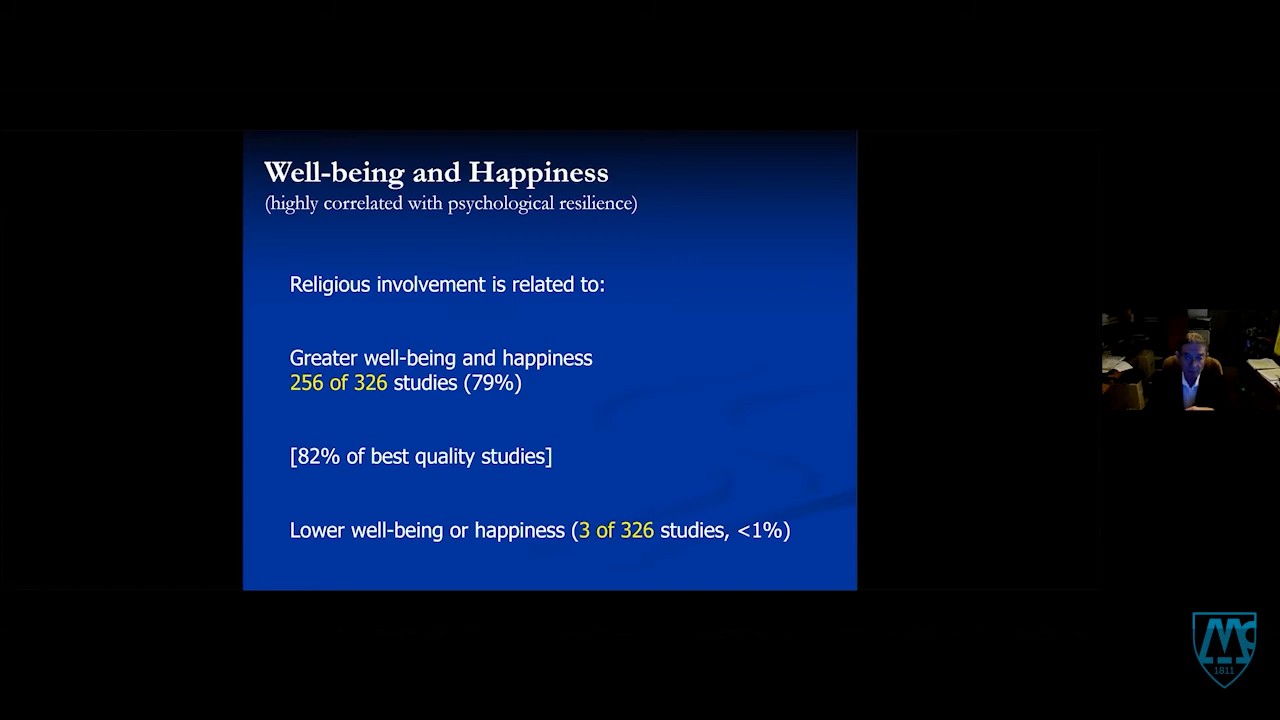 Well-being and Happiness
(highly correlated with psychological resilience)
Religious involvement is related to:
Greater well-being and happiness
256 of 326 studies (79%)
[82% of best quality studies]
Lower well-being or happiness (3 of 326 studies, <1%)
Mc
1811